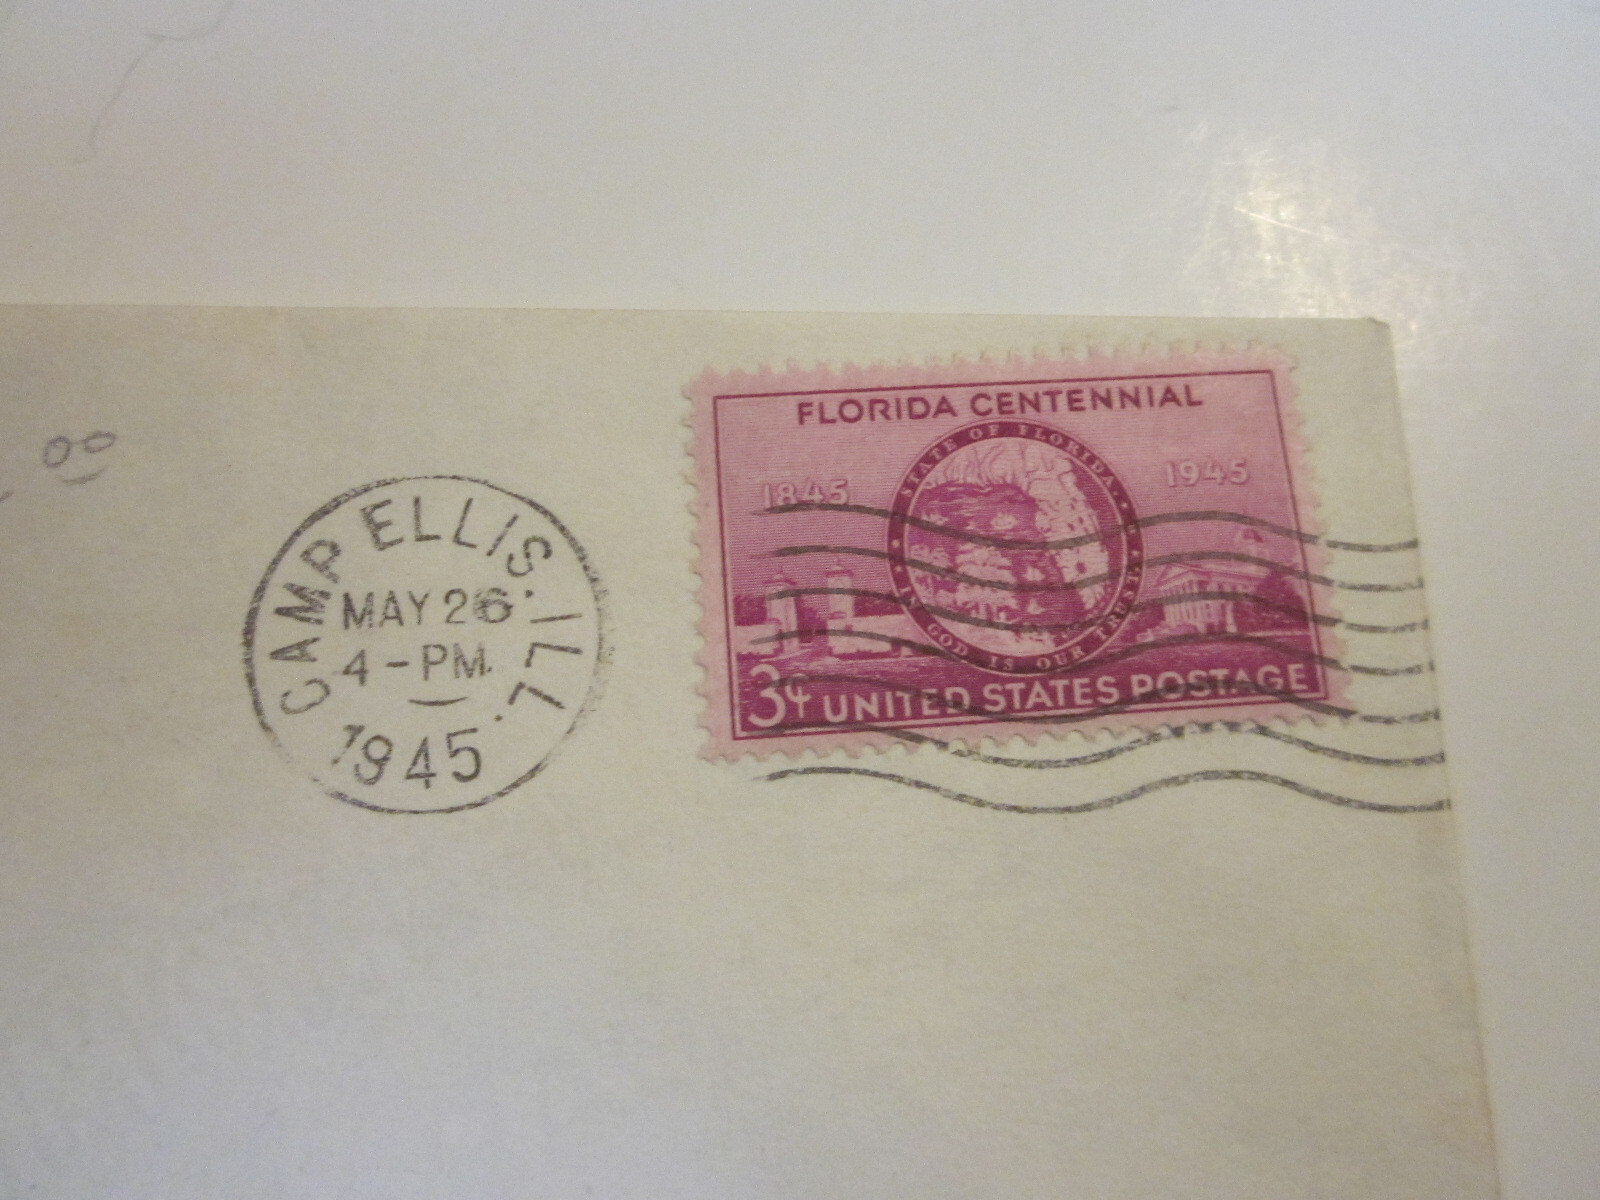 oo
CAMP ELLIS. ILL.
MAY 26
4-PM.
1945
FLORIDA CENTENNIAL
1845
STATE OF FLORIDA.
1945
IN GOD IS OUR TRUST.
3¢ UNITED STATES POSTAGE